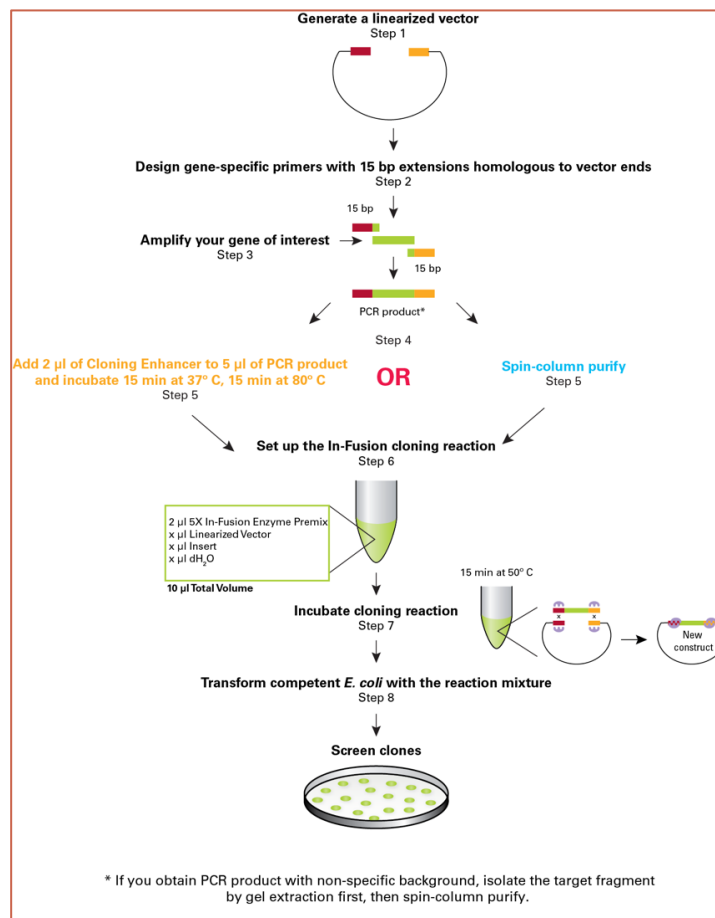 Generate a linearized vector
Step 1
Design gene-specific primers with 15 bp extensions homologous to vector ends
Step 2
15 bp
Amplify your gene of interest
Step 3
15 bp
PCR product*
Step 4
Add 2 µl of Cloning Enhancer to 5 µl of PCR product
and incubate 15 min at 37º C, 15 min at 80º C
Step 5
OR
Spin-column purify
Step 5
Set up the In-Fusion cloning reaction
Step 6
2 µl 5X In-Fusion Enzyme Premix
x µl Linearized Vector
x µl Insert
x µl dH₂O
10 µl Total Volume
15 min at 50º C
Incubate cloning reaction
Step 7
x x
New
construct
Transform competent E. coli with the reaction mixture
Step 8
Screen clones
* If you obtain PCR product with non-specific background, isolate the target fragment
by gel extraction first, then spin-column purify.